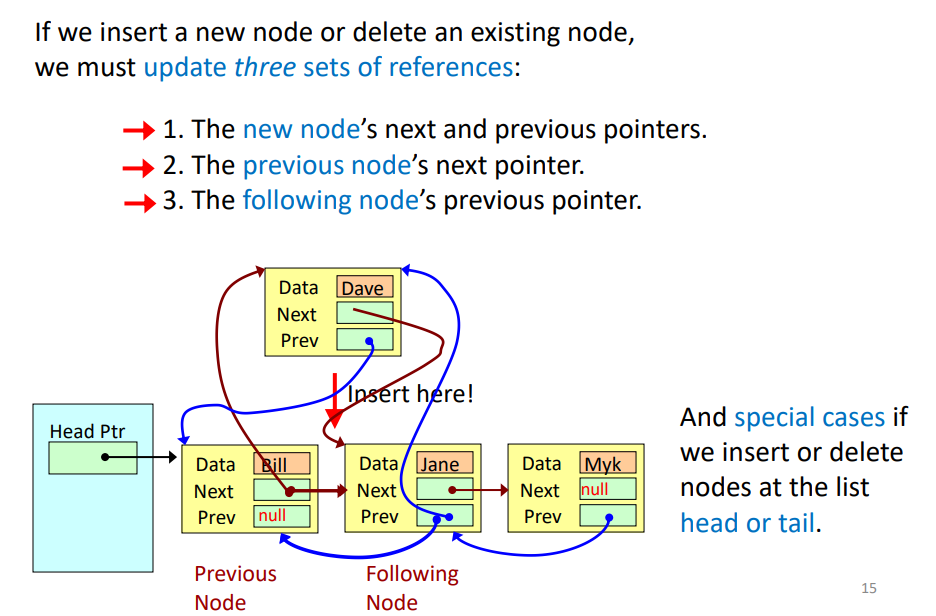 If we insert a new node or delete an existing node,
we must update three sets of references:
1. The new node's next and previous pointers.
2. The previous node's next pointer.
3. The following node's previous pointer.
Data Dave
Next
Prev
Insert here!
Head Ptr
Data Bill
Next
Prev null
Data Jane
Next
Prev
Data Myk
Next null
Prev
Previous
Node
Following
Node
And special cases if
we insert or delete
nodes at the list
head or tail.
15